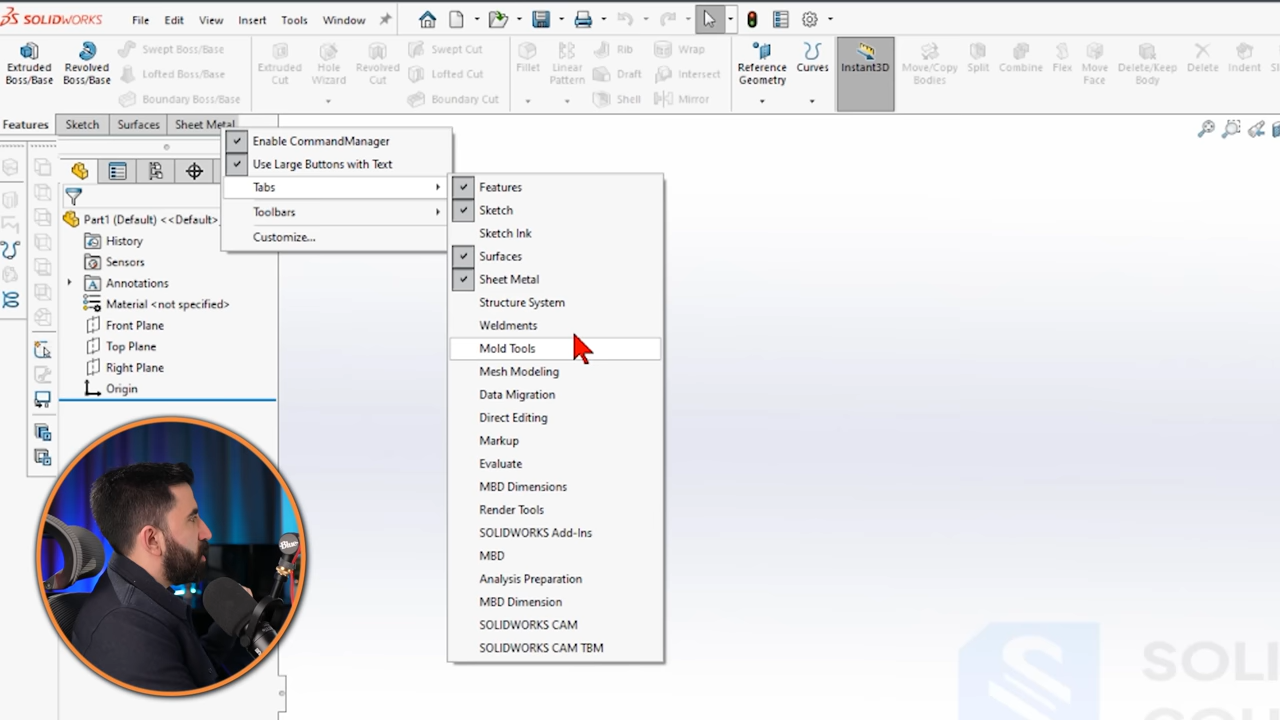 SOLIDWORKS File Edit View Insert Tools Window
Extruded Boss/Base
Revolved Boss/Base
Swept Boss/Base
Lofted Boss/Base
Boundary Boss/Base
Extruded Cut
Hole Wizard
Revolved Cut
Swept Cut
Lofted Cut
Boundary Cut
Fillet
Linear Pattern
Rib
Draft
Shell
Wrap
Intersect
Mirror
Reference Geometry
Curves
Instant3D
Move/Copy Bodies
Split
Combine
Flex
Move Face
Delete/Keep Body
Delete
Indent
Features Sketch Surfaces Sheet Metal
Enable CommandManager
Use Large Buttons with Text
Tabs
Toolbars
Customize...
Features
Sketch
Sketch Ink
Surfaces
Sheet Metal
Structure System
Weldments
Mold Tools
Mesh Modeling
Data Migration
Direct Editing
Markup
Evaluate
MBD Dimensions
Render Tools
SOLIDWORKS Add-Ins
MBD
Analysis Preparation
MBD Dimension
SOLIDWORKS CAM
SOLIDWORKS CAM TBM
Part1 (Default) <<Default>
History
Sensors
Annotations
Material <not specified>
Front Plane
Top Plane
Right Plane
Origin
Blue
SOLI